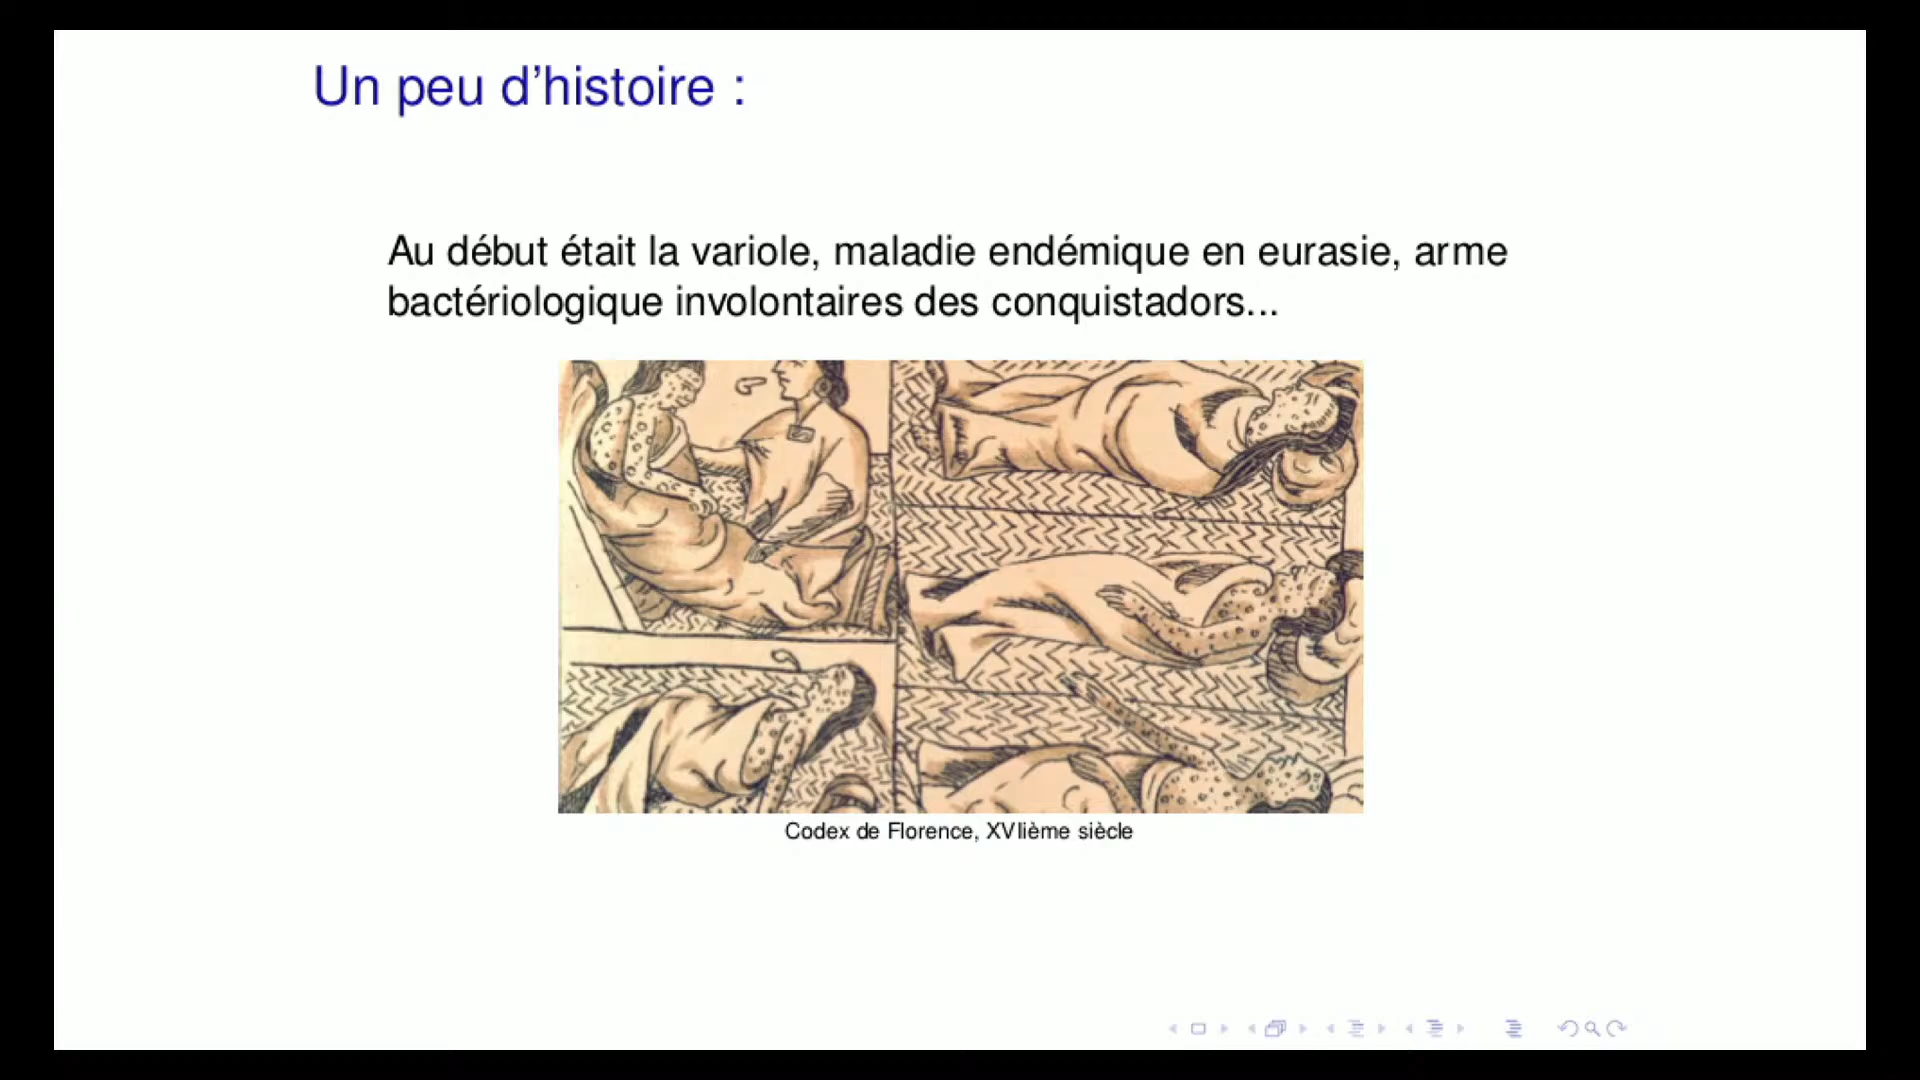 Un peu d'histoire :
Au début était la variole, maladie endémique en eurasie, arme
bactériologique involontaires des conquistadors...
Codex de Florence, XVIième siècle